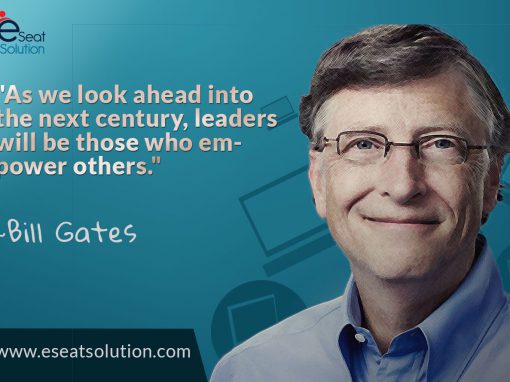 eSeat
Solution
"As we look ahead into
the next century, leaders
will be those who em-
power others."
-Bill Gates
www.eseatsolution.com